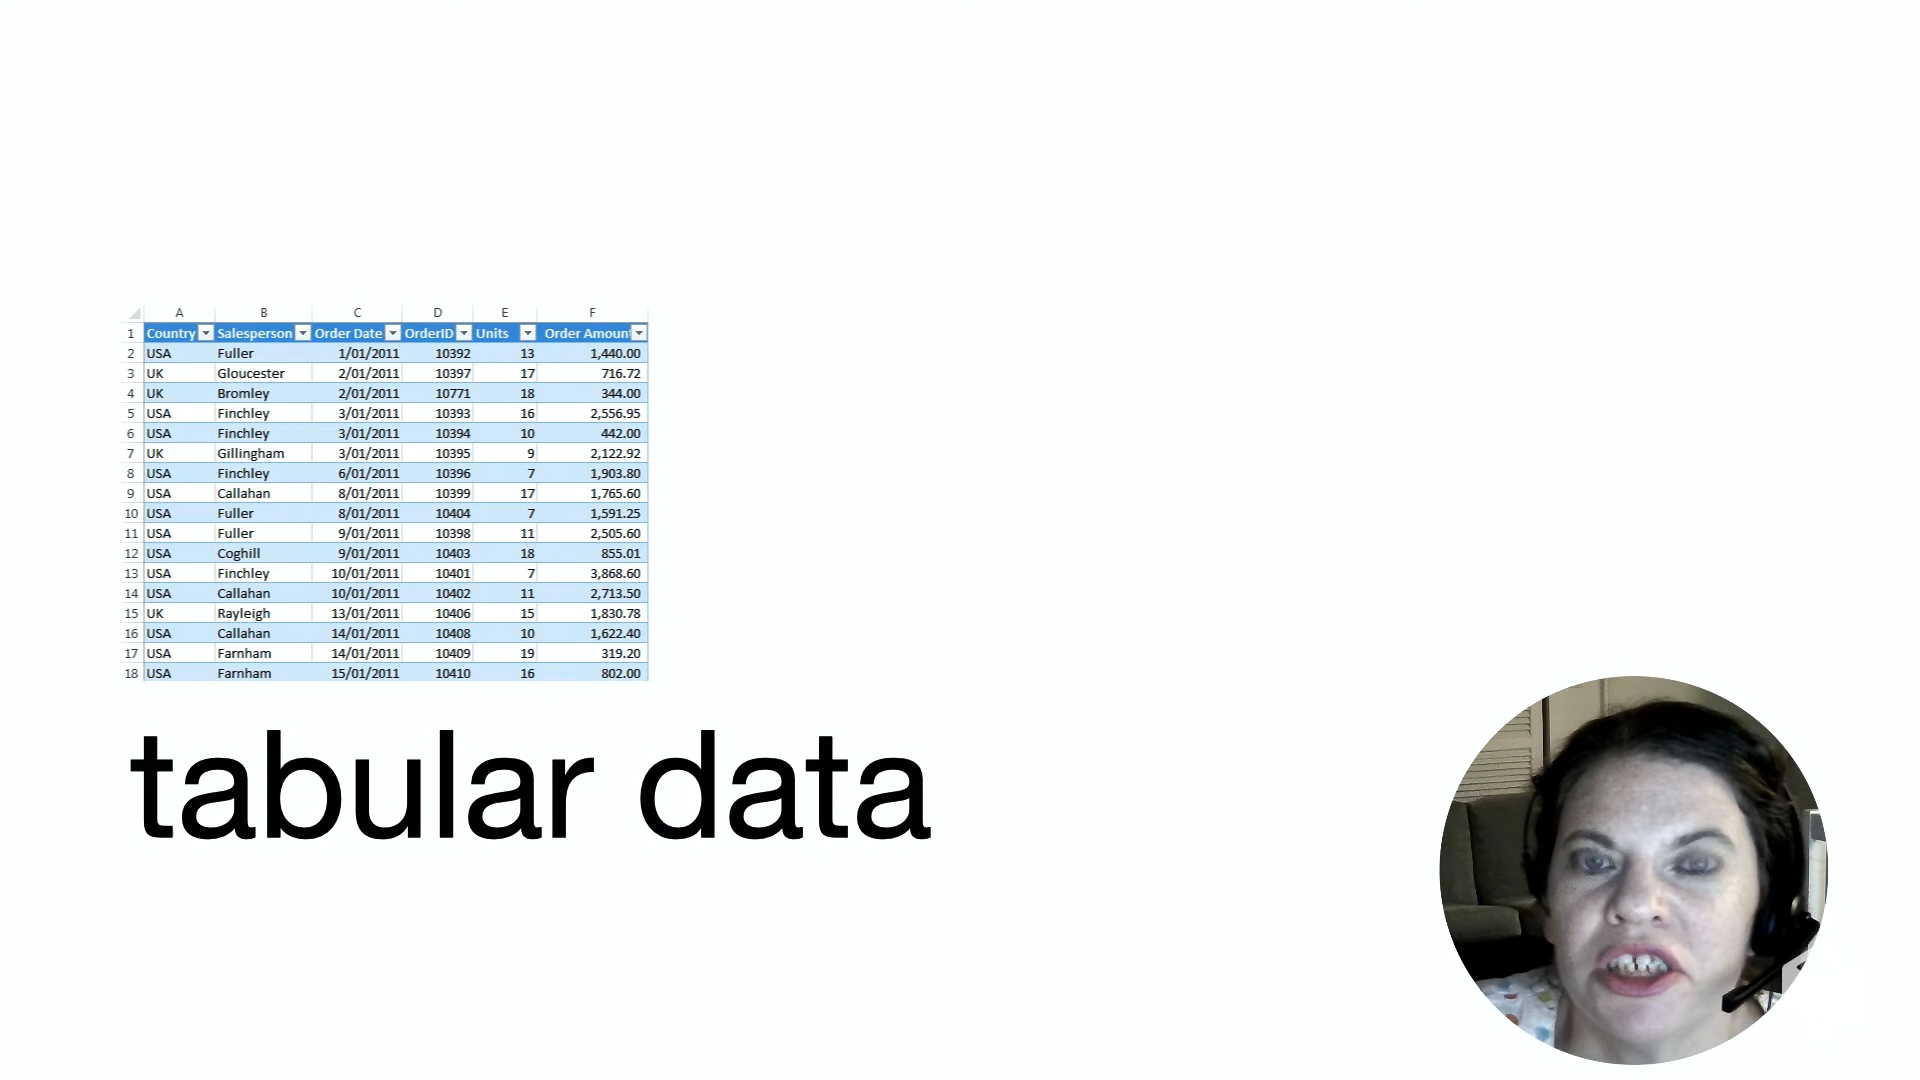 A B C D E F
1 Country Salesperson Order Date OrderID Units Order Amoun
2 USA Fuller 1/01/2011 10392 13 1,440.00
3 UK Gloucester 2/01/2011 10397 17 716.72
4 UK Bromley 2/01/2011 10771 18 344.00
5 USA Finchley 3/01/2011 10393 16 2,556.95
6 USA Finchley 3/01/2011 10394 10 442.00
7 UK Gillingham 3/01/2011 10395 9 2,122.92
8 USA Finchley 6/01/2011 10396 7 1,903.80
9 USA Callahan 8/01/2011 10399 17 1,765.60
10 USA Fuller 8/01/2011 10404 7 1,591.25
11 USA Fuller 9/01/2011 10398 11 2,505.60
12 USA Coghill 9/01/2011 10403 18 855.01
13 USA Finchley 10/01/2011 10401 7 3,868.60
14 USA Callahan 10/01/2011 10402 11 2,713.50
15 UK Rayleigh 13/01/2011 10406 15 1,830.78
16 USA Callahan 14/01/2011 10408 10 1,622.40
17 USA Farnham 14/01/2011 10409 19 319.20
18 USA Farnham 15/01/2011 10410 16 802.00
tabular data